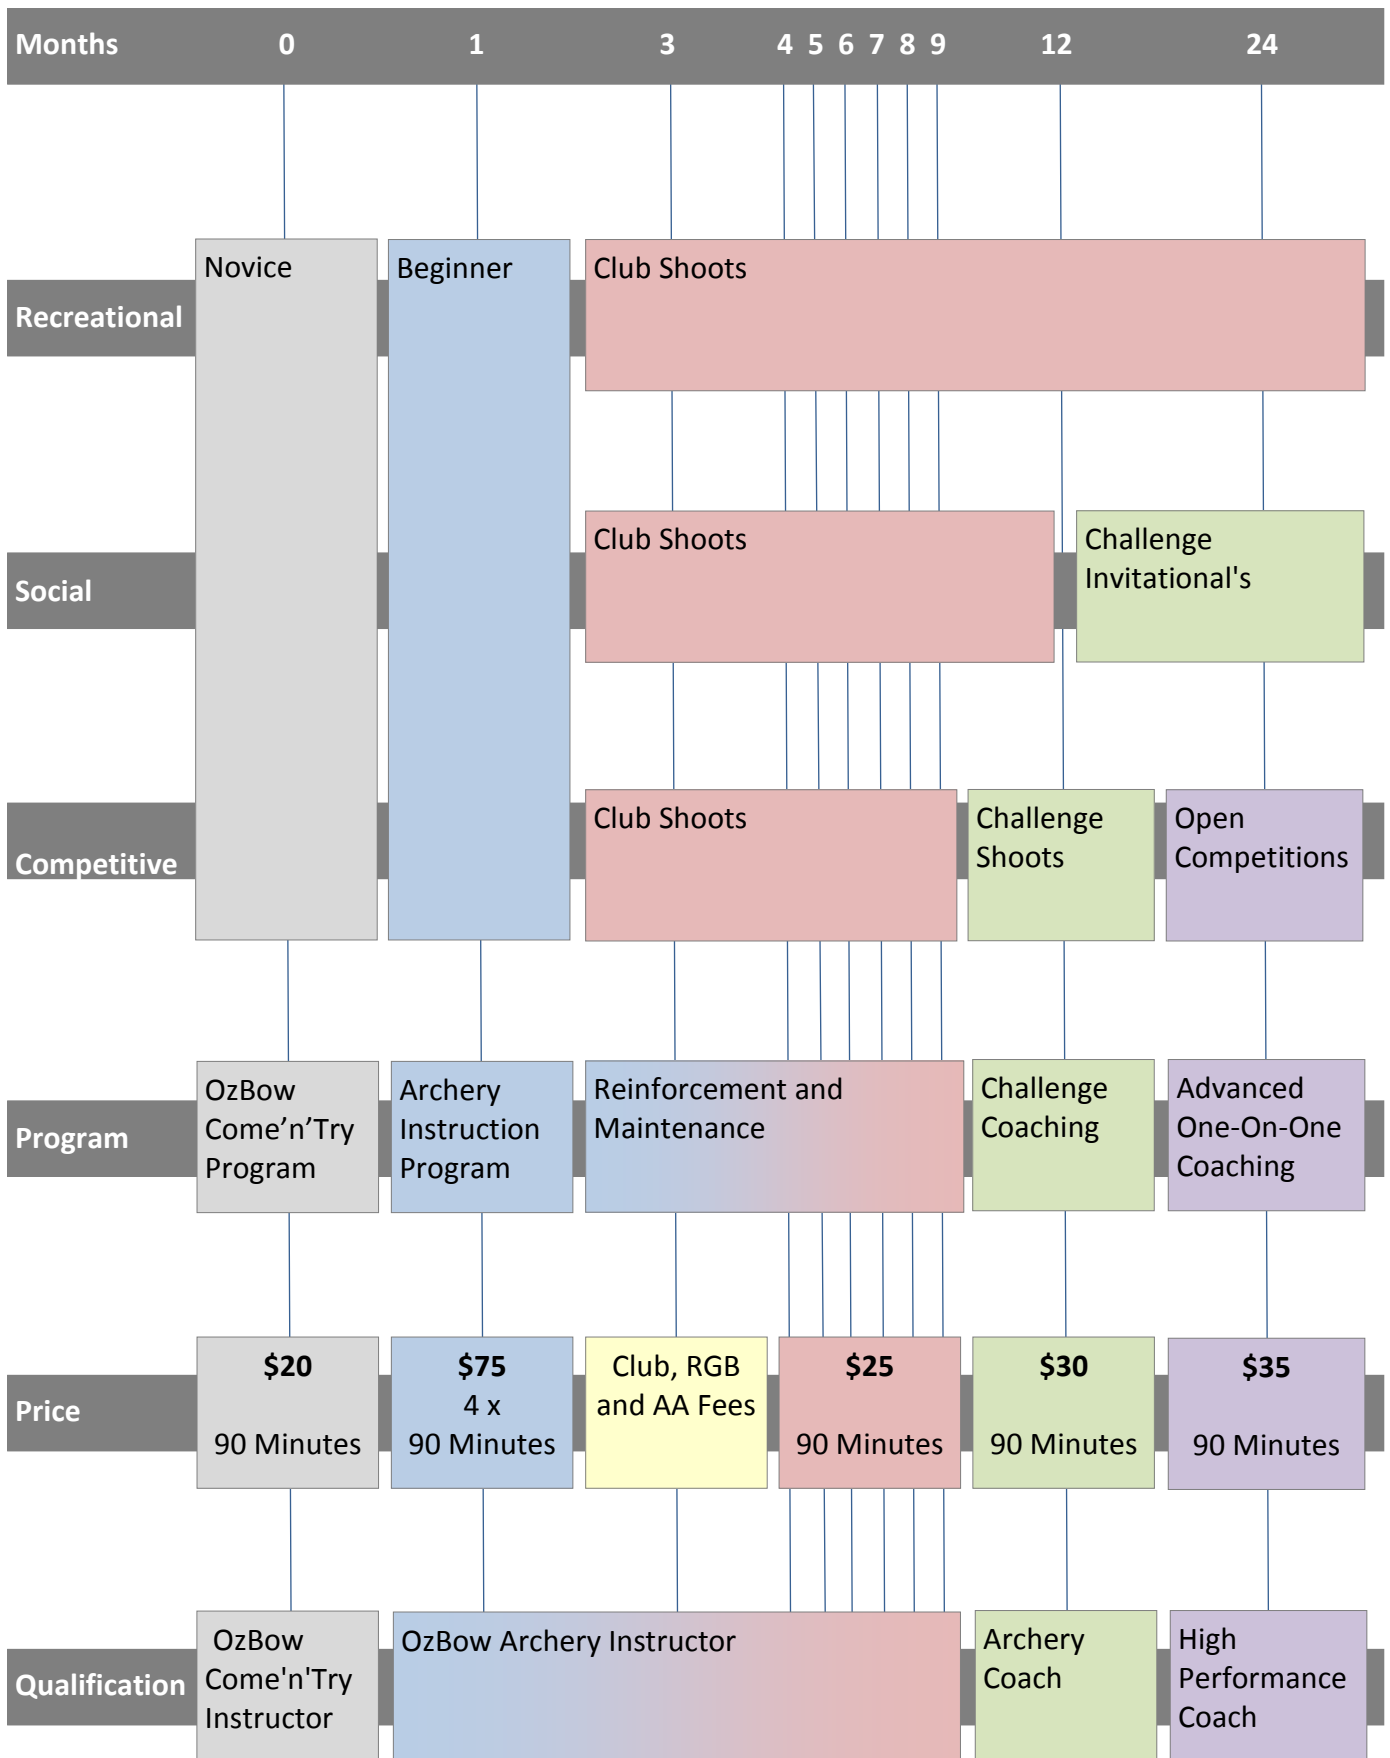 Months 0 1 3 4 5 6 7 8 9 12 24
Recreational
Novice
Beginner
Club Shoots
Social
Club Shoots
Challenge
Invitational's
Competitive
Club Shoots
Challenge
Shoots
Open
Competitions
Program
OzBow
Come’n’Try
Program
Archery
Instruction
Program
Reinforcement and
Maintenance
Challenge
Coaching
Advanced
One-On-One
Coaching
Price
$20
90 Minutes
$75
4 x
90 Minutes
Club, RGB
and AA Fees
$25
90 Minutes
$30
90 Minutes
$35
90 Minutes
Qualification
OzBow
Come'n'Try
Instructor
OzBow Archery Instructor
Archery
Coach
High
Performance
Coach